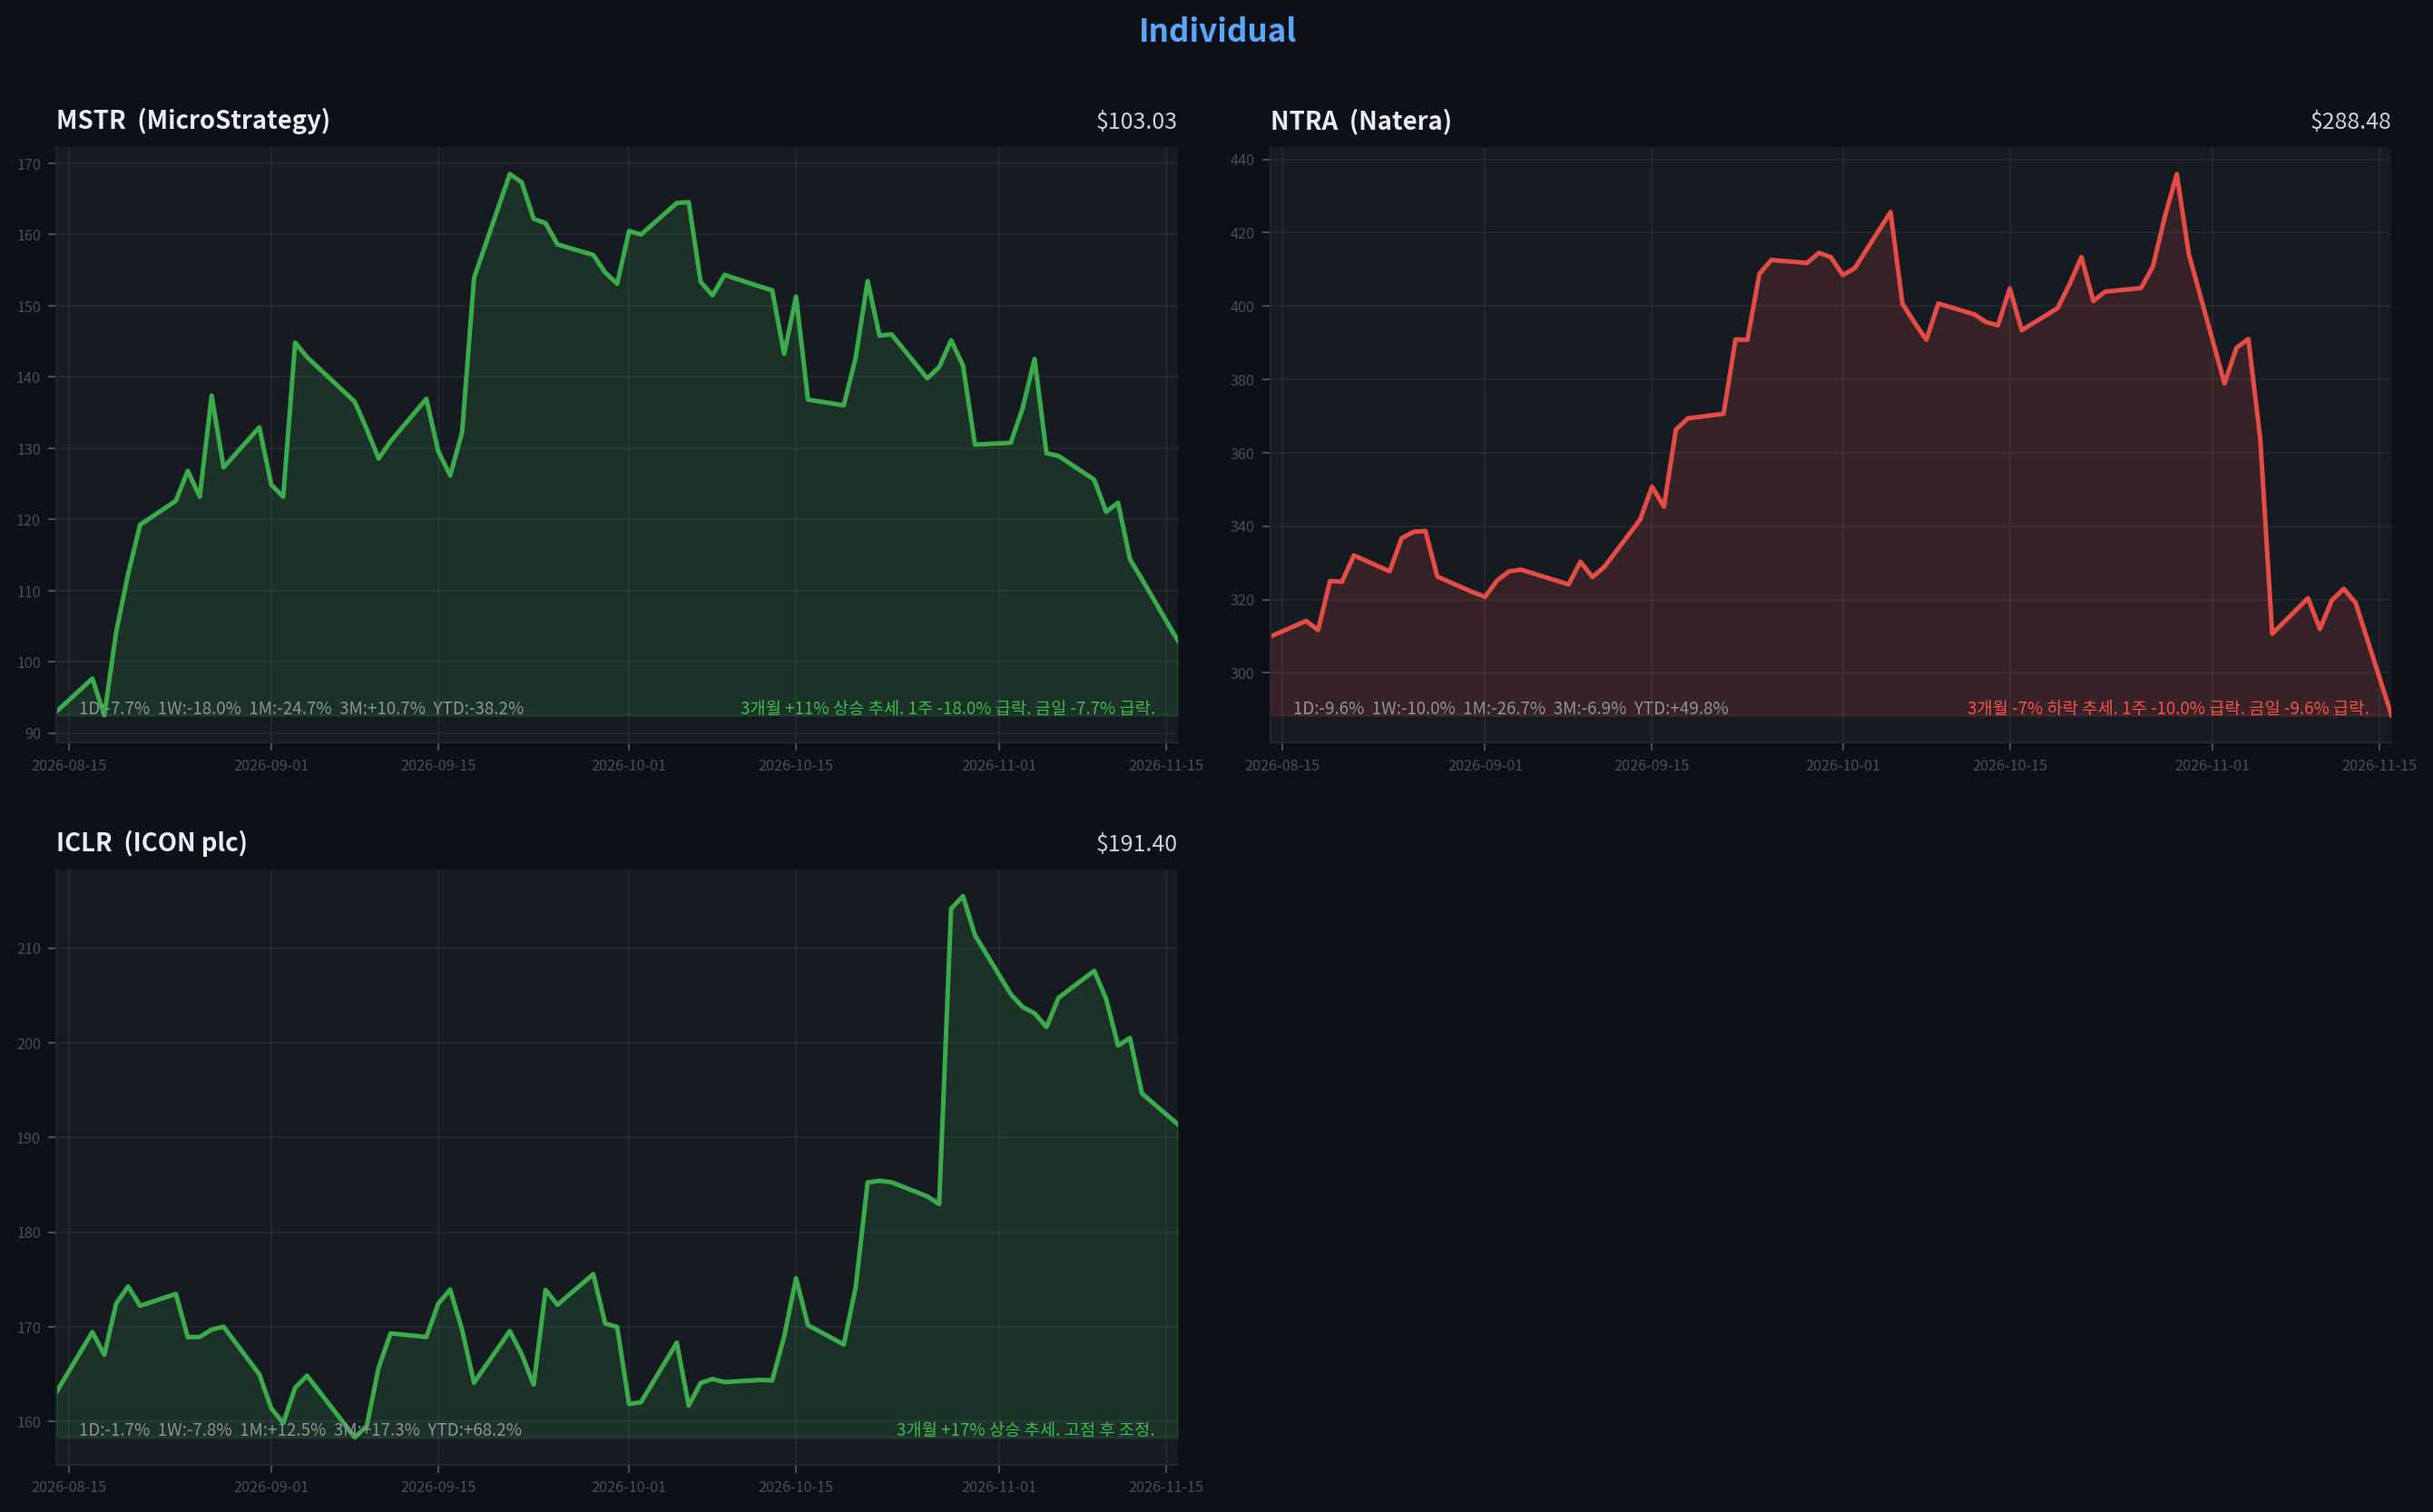 Individual
MSTR (MicroStrategy) $103.03
170
160
150
140
130
120
110
100
90
1D:-7.7% 1W:-18.0% 1M:-24.7% 3M:+10.7% YTD:-38.2%
3개월 +11% 상승 추세. 1주 -18.0% 급락. 금일 -7.7% 급락.
2026-08-15 2026-09-01 2026-09-15 2026-10-01 2026-10-15 2026-11-01 2026-11-15
NTRA (Natera) $288.48
440
420
400
380
360
340
320
300
1D:-9.6% 1W:-10.0% 1M:-26.7% 3M:-6.9% YTD:+49.8%
3개월 -7% 하락 추세. 1주 -10.0% 급락. 금일 -9.6% 급락.
2026-08-15 2026-09-01 2026-09-15 2026-10-01 2026-10-15 2026-11-01 2026-11-15
ICLR (ICON plc) $191.40
210
200
190
180
170
160
1D:-1.7% 1W:-7.8% 1M:+12.5% 3M:+17.3% YTD:+68.2%
3개월 +17% 상승 추세. 고점 후 조정.
2026-08-15 2026-09-01 2026-09-15 2026-10-01 2026-10-15 2026-11-01 2026-11-15